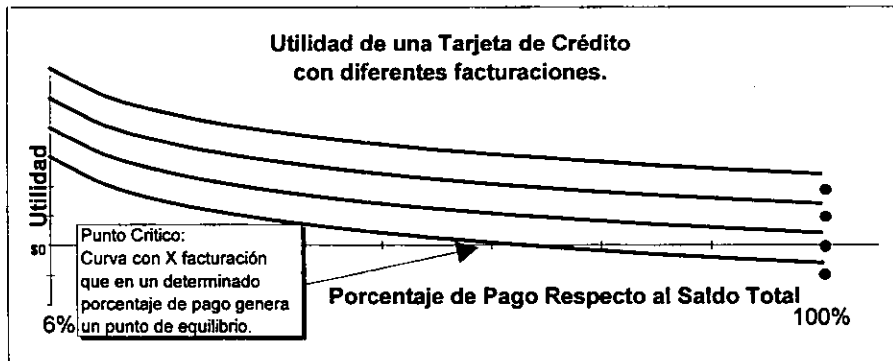 Utilidad de una Tarjeta de Crédito
con diferentes facturaciones.
Utilidad
$0
Punto Critico:
Curva con X facturación
que en un determinado
porcentaje de pago genera
un punto de equilibrio.
Porcentaje de Pago Respecto al Saldo Total
6%
100%